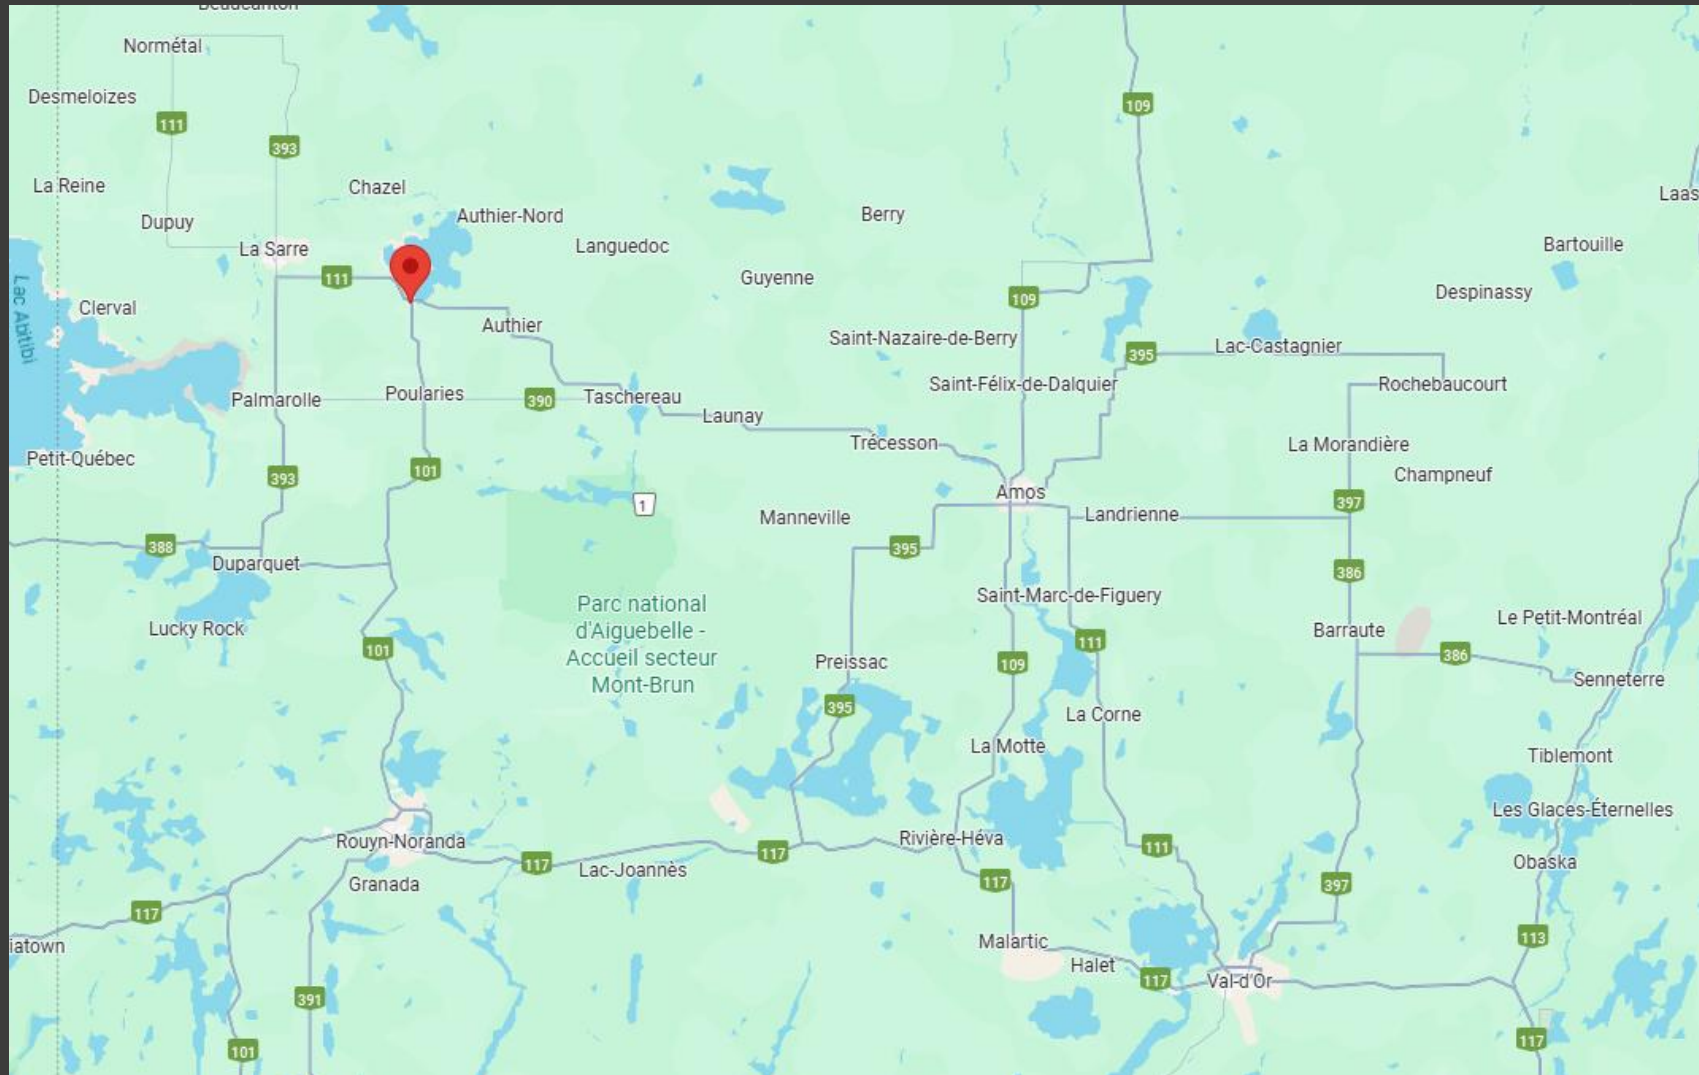 Beaucanton
Normétal
Desmeloizes
109
111
393
La Reine
Chazel
Dupuy
Authier-Nord
Berry
La Sarre
Languedoc
Bartouille
111
Guyenne
Despinassy
Lac Abitibi
Clerval
109
Authier
Saint-Nazaire-de-Berry
395
Lac-Castagnier
Saint-Félix-de-Dalquier
Rochebaucourt
Palmarolle
Poularies
390
Taschereau
Launay
Trécesson
La Morandière
Petit-Québec
101
393
Champneuf
1
Amos
397
Manneville
Landrienne
388
395
Duparquet
386
Parc national
d'Aiguebelle -
Accueil secteur
Mont-Brun
Saint-Marc-de-Figuery
Lucky Rock
Le Petit-Montréal
101
111
Barraute
386
Preissac
109
Senneterre
395
La Corne
La Motte
Tiblemont
Les Glaces-Éternelles
Rouyn-Noranda
Rivière-Héva
111
117
117
Lac-Joannès
Obaska
Granada
117
397
117
iatown
Malartic
113
Halet
117
Val-d'Or
391
117
101